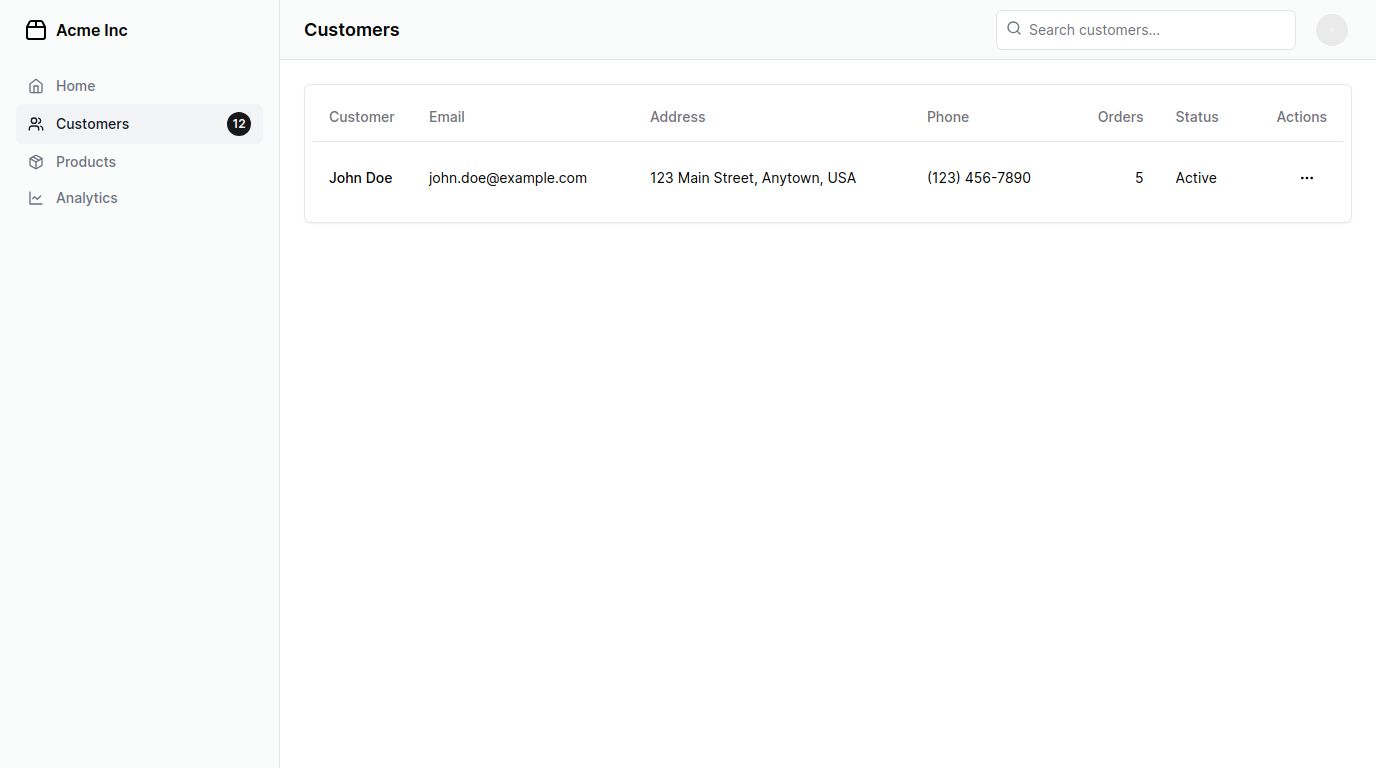 Acme Inc
Home
Customers 12
Products
Analytics
Customers
Search customers...
Customer Email Address Phone Orders Status Actions
John Doe john.doe@example.com 123 Main Street, Anytown, USA (123) 456-7890 5 Active